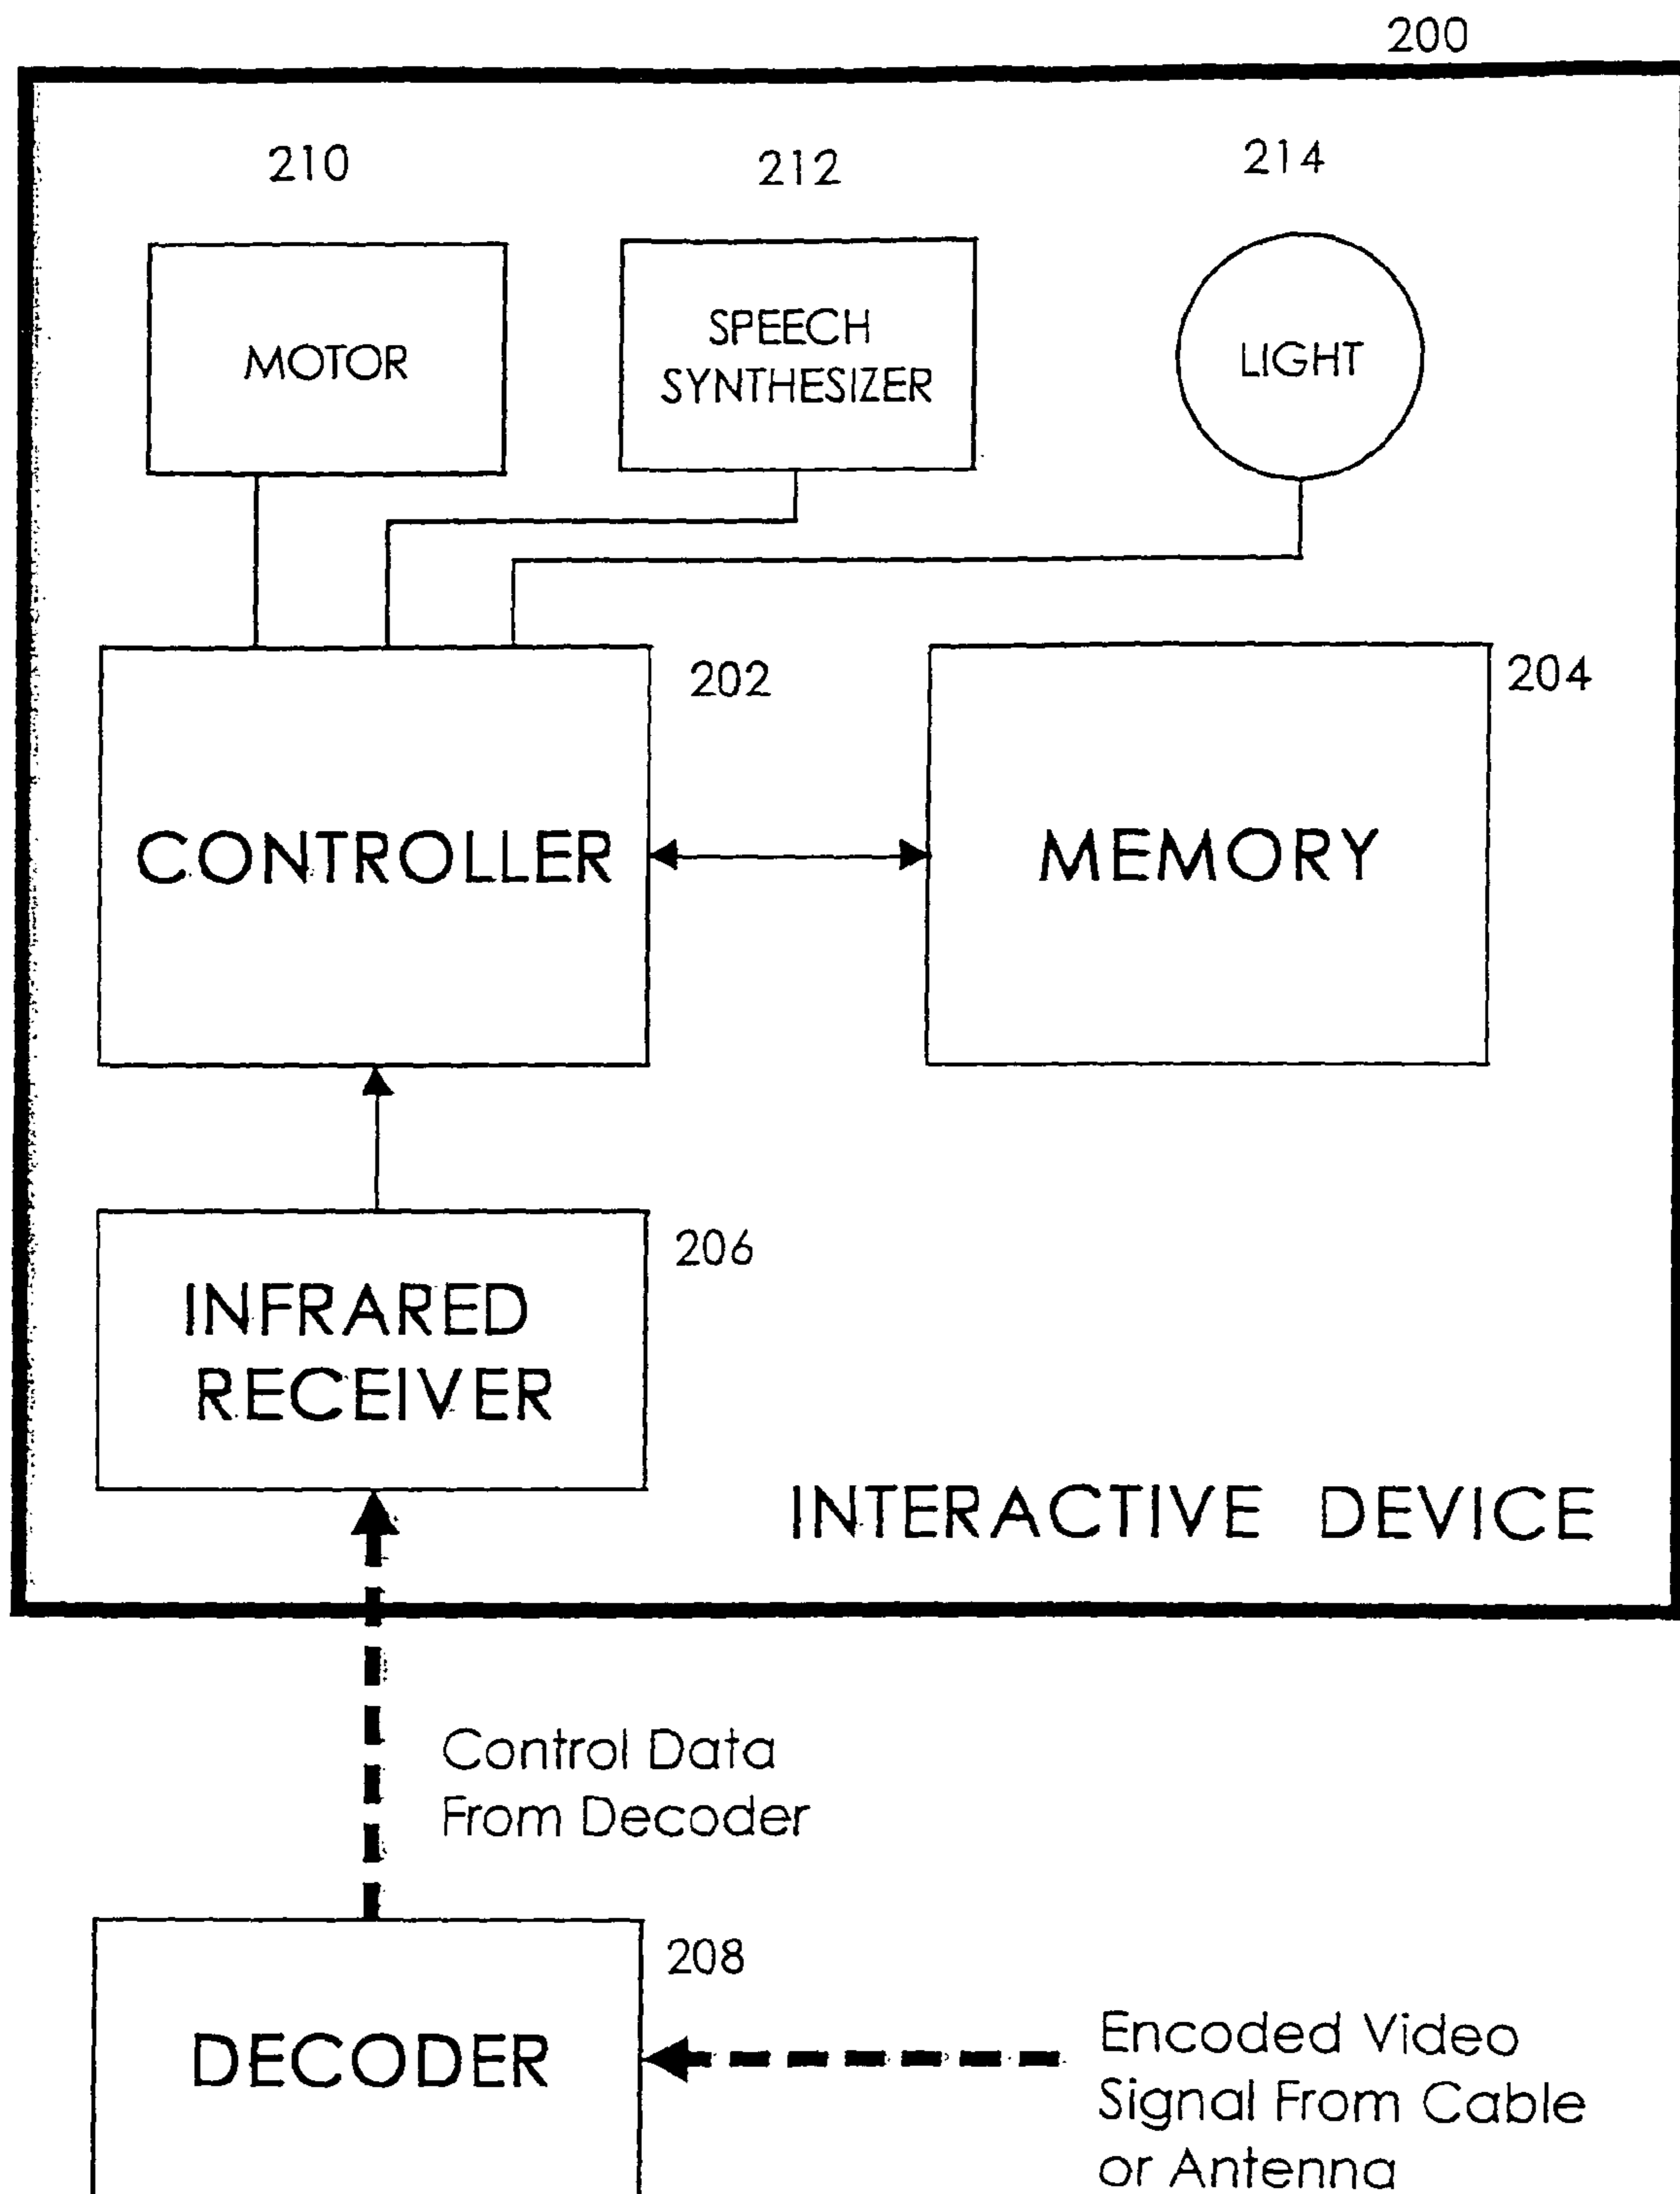 200
210
212
214
MOTOR
SPEECH
SYNTHESIZER
LIGHT
202
204
CONTROLLER
MEMORY
206
INFRARED
RECEIVER
INTERACTIVE DEVICE
Control Data
From Decoder
208
DECODER
Encoded Video
Signal From Cable
or Antenna